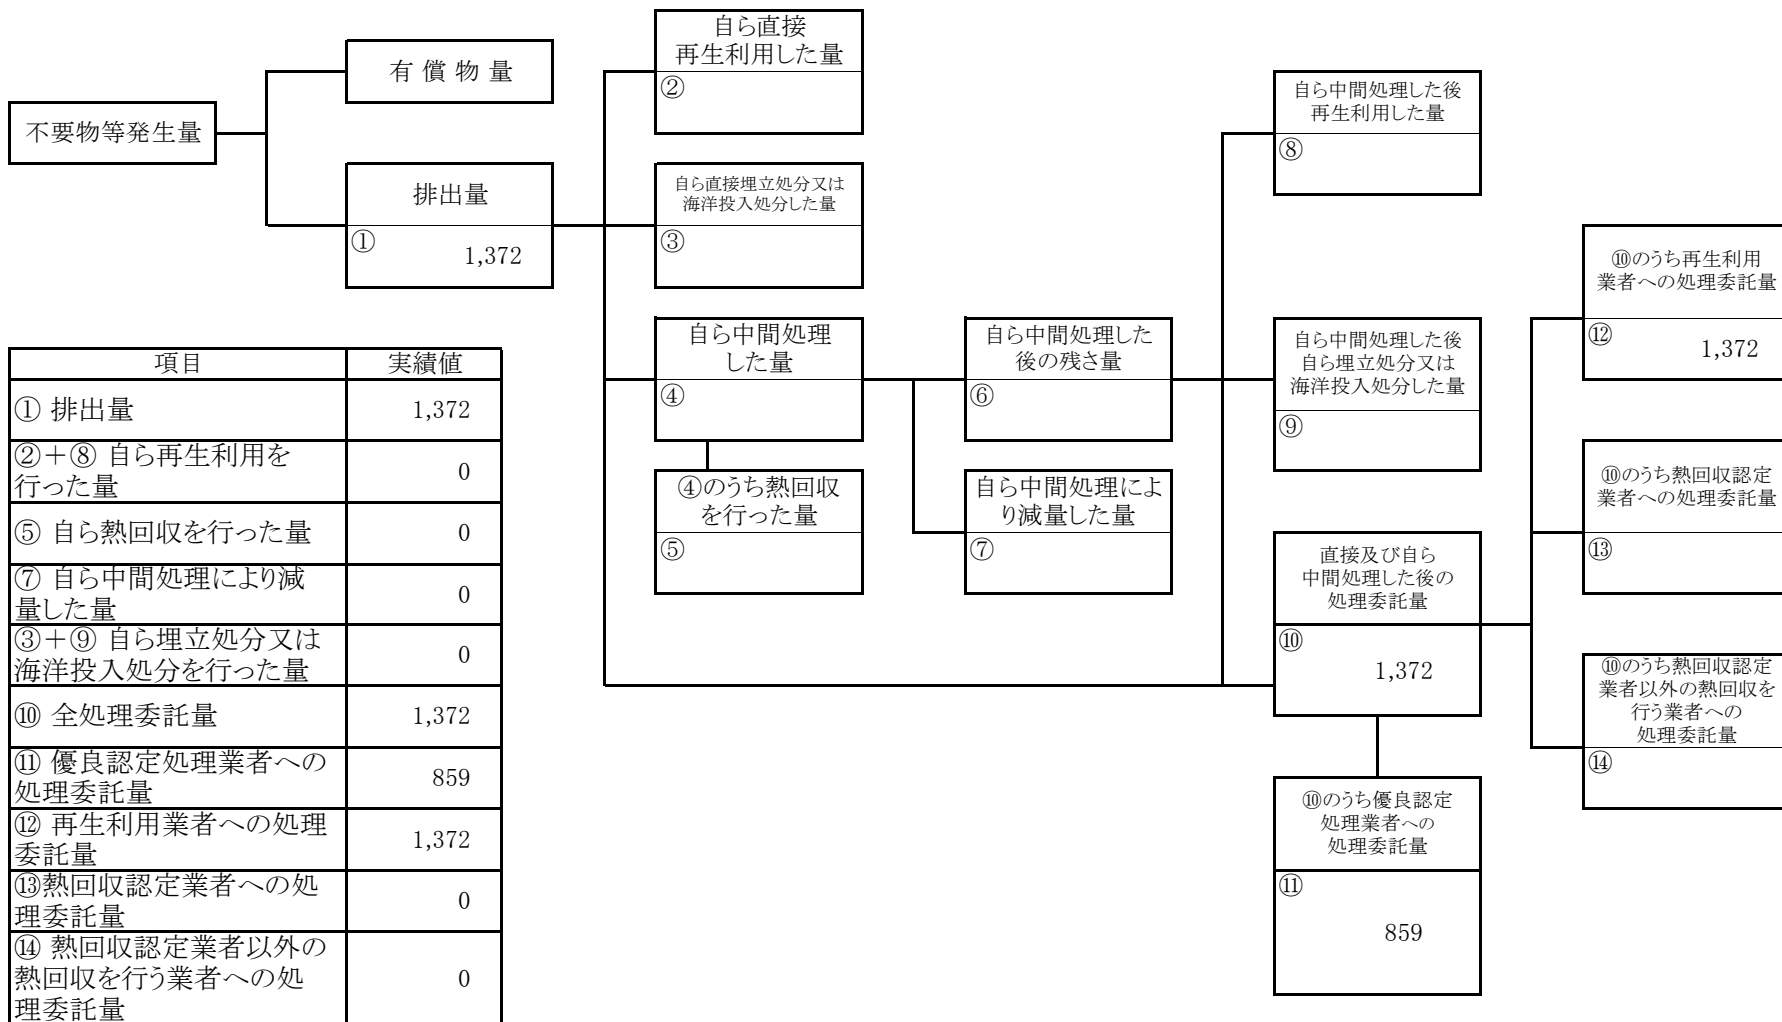 自ら直接
再生利用した量
②
有 償 物 量
不要物等発生量
自ら中間処理した後
再生利用した量
⑧
排出量
①
1,372
自ら直接埋立処分又は
海洋投入処分した量
③
⑩のうち再生利用
業者への処理委託量
⑫
1,372
自ら中間処理
した量
④
自ら中間処理した
後の残さ量
⑥
自ら中間処理した後
自ら埋立処分又は
海洋投入処分した量
⑨
④のうち熱回収
を行った量
⑤
自ら中間処理によ
り減量した量
⑦
⑩のうち熱回収認定
業者への処理委託量
⑬
直接及び自ら
中間処理した後の
処理委託量
⑩
1,372
⑩のうち熱回収認定
業者以外の熱回収を
行う業者への
処理委託量
⑭
⑩のうち優良認定
処理業者への
処理委託量
⑪
859
項目 実績値
① 排出量 1,372
②＋⑧ 自ら再生利用を
行った量 0
⑤ 自ら熱回収を行った量 0
⑦ 自ら中間処理により減
量した量 0
③＋⑨ 自ら埋立処分又は
海洋投入処分を行った量 0
⑩ 全処理委託量 1,372
⑪ 優良認定処理業者への
処理委託量 859
⑫ 再生利用業者への処理
委託量 1,372
⑬熱回収認定業者への処
理委託量 0
⑭ 熱回収認定業者以外の
熱回収を行う業者への処
理委託量 0